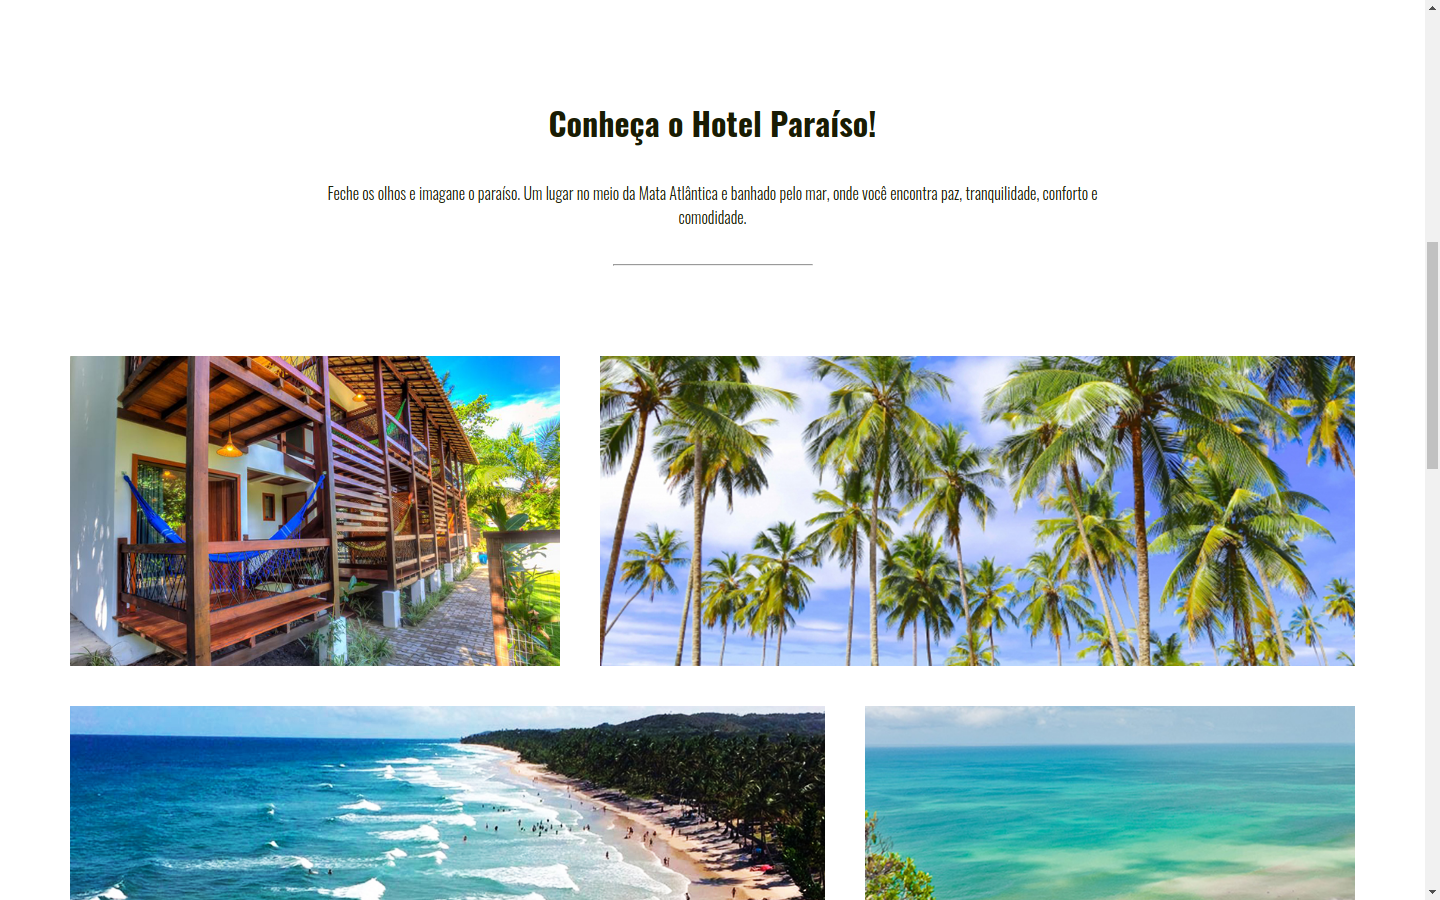 Conheça o Hotel Paraíso!
Feche os olhos e imagane o paraíso. Um lugar no meio da Mata Atlântica e banhado pelo mar, onde você encontra paz, tranquilidade, conforto e
comodidade.